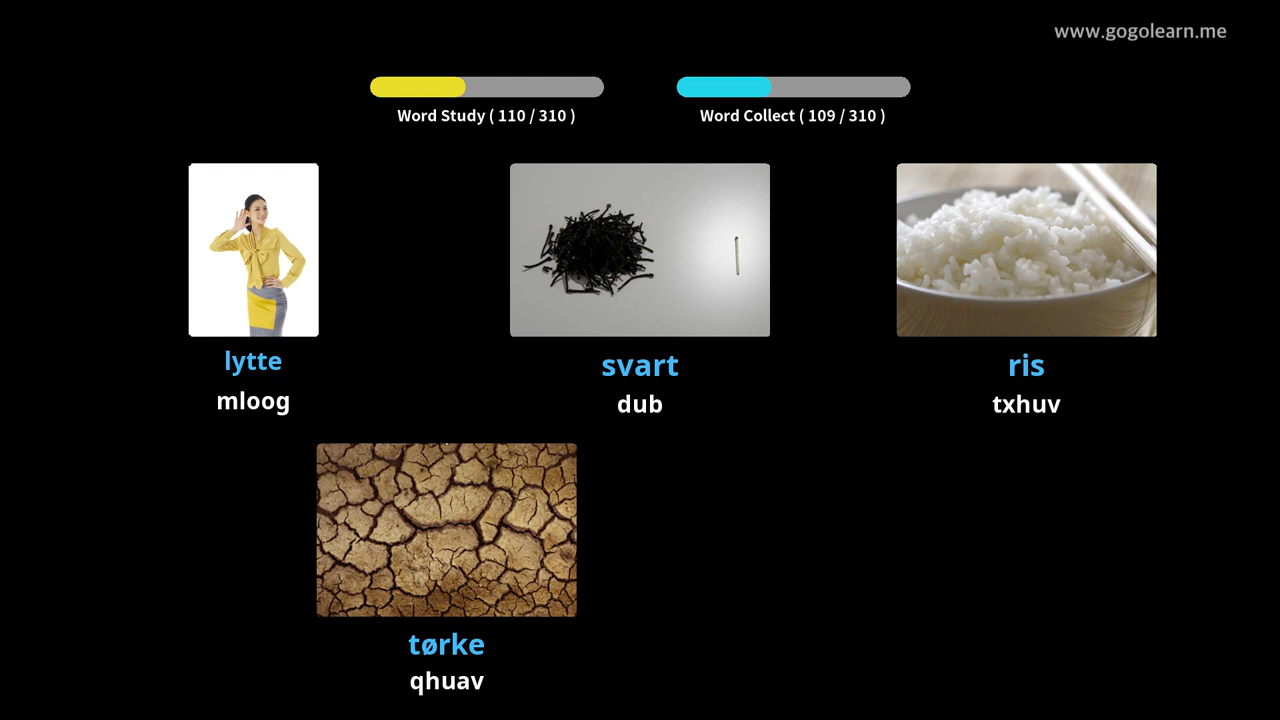 www.gogolearn.me
Word Study ( 110 / 310 )
Word Collect ( 109 / 310 )
lytte
mloog
svart
dub
ris
txhuv
tørke
qhuav